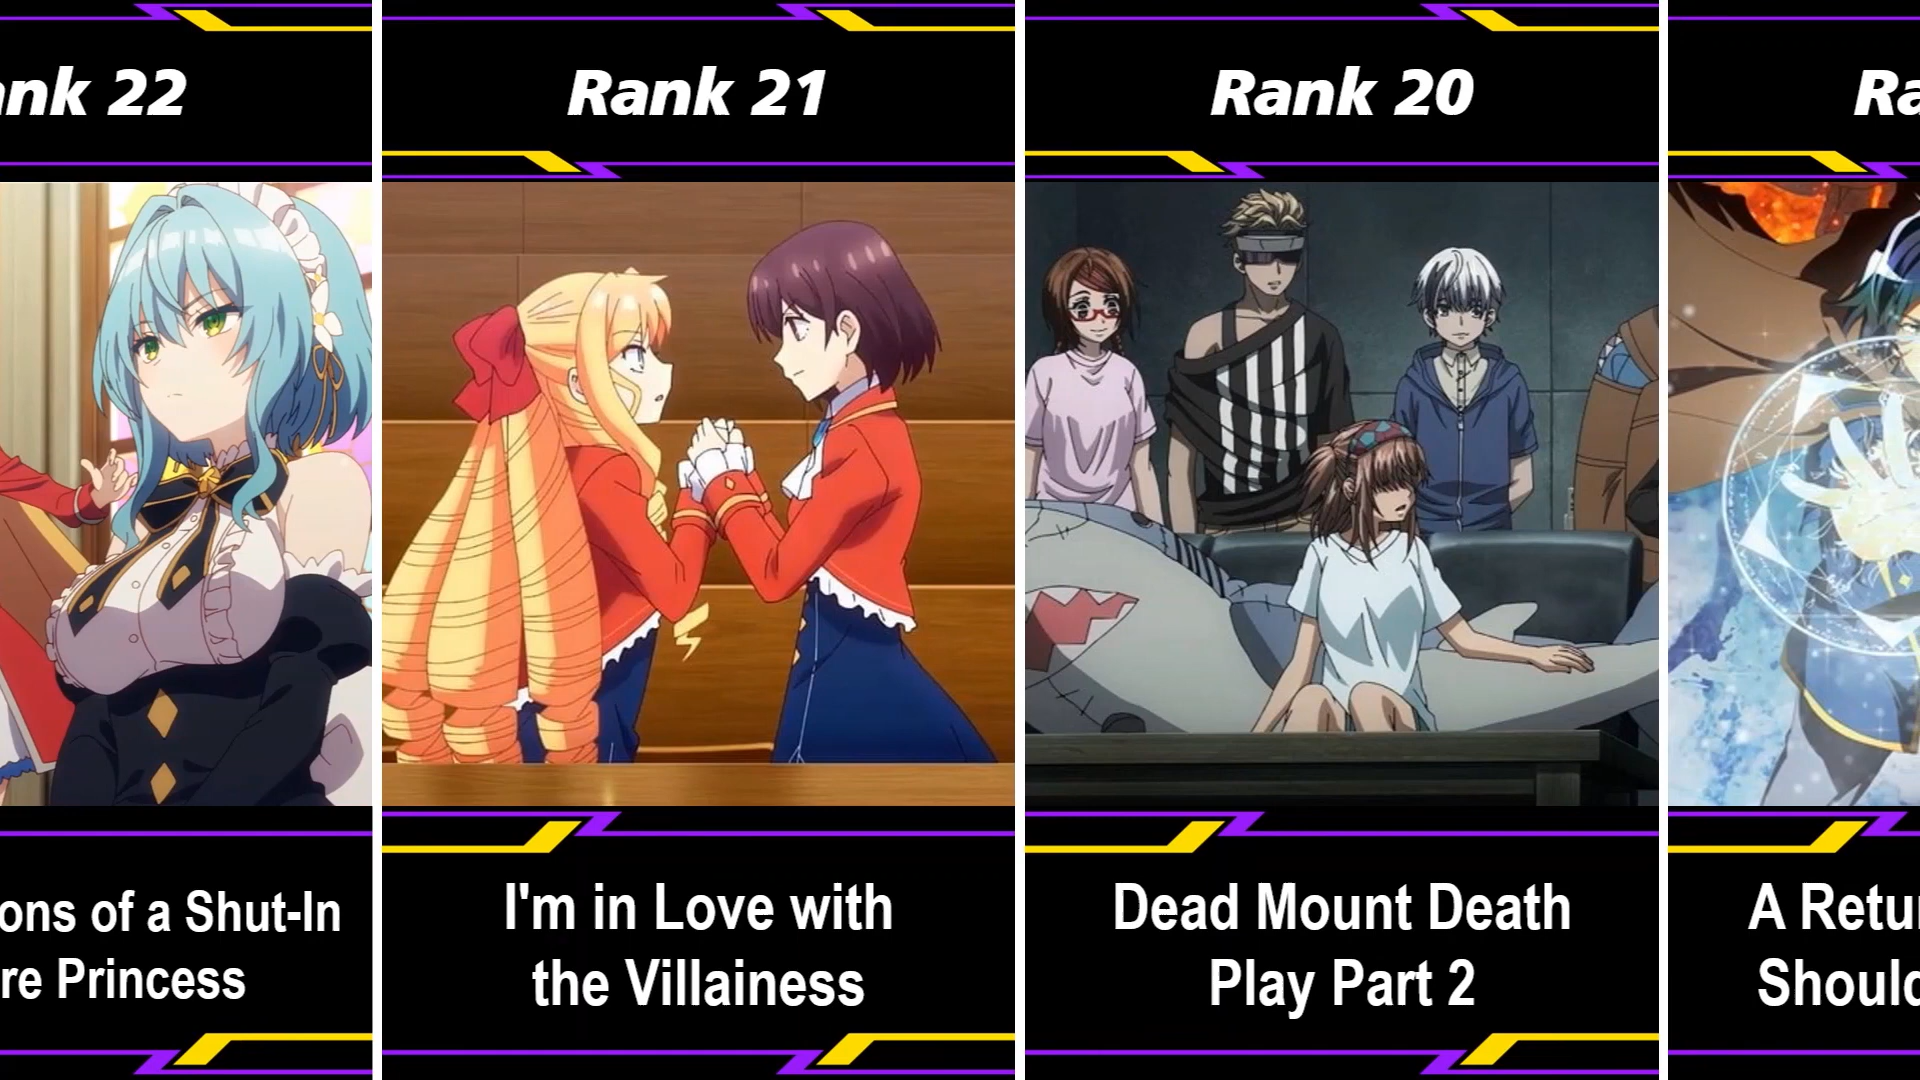 ank 22
ons of a Shut-In
re Princess
Rank 21
I'm in Love with
the Villainess
Rank 20
Dead Mount Death
Play Part 2
Ra
A Retu
Should